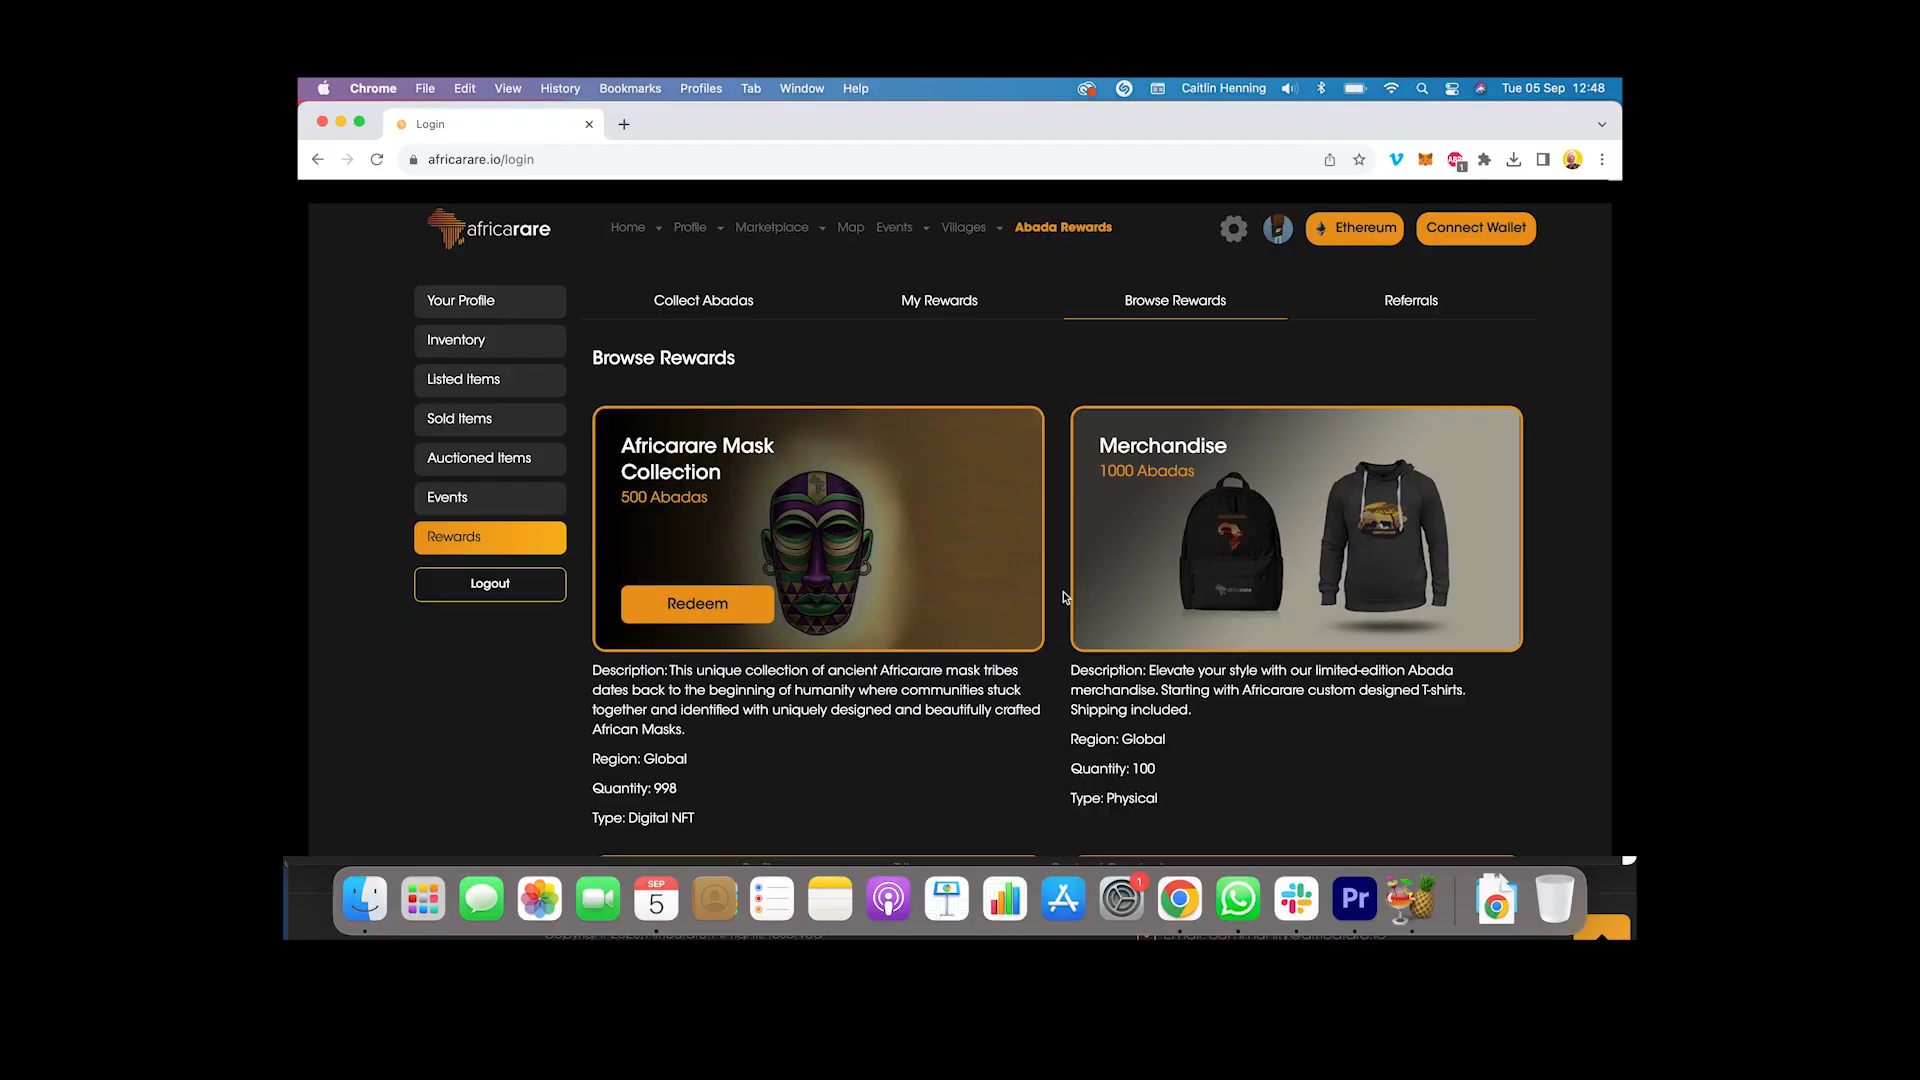 Chrome File Edit View History Bookmarks Profiles Tab Window Help Caitlin Henning Tue 05 Sep 12:48
Login
africarare.io/login
ABP 1
africarare Home Profile Marketplace Map Events Villages Abada Rewards Ethereum Connect Wallet
Your Profile
Inventory
Listed Items
Sold Items
Auctioned Items
Events
Rewards
Logout
Collect Abadas My Rewards Browse Rewards Referrals
Browse Rewards
Africarare Mask
Collection
500 Abadas
Redeem
Description: This unique collection of ancient Africarare mask tribes
dates back to the beginning of humanity where communities stuck
together and identified with uniquely designed and beautifully crafted
African Masks.
Region: Global
Quantity: 998
Type: Digital NFT
Merchandise
1000 Abadas
africarare
Description: Elevate your style with our limited-edition Abada
merchandise. Starting with Africarare custom designed T-shirts.
Shipping included.
Region: Global
Quantity: 100
Type: Physical
SEP
5
1
Pr